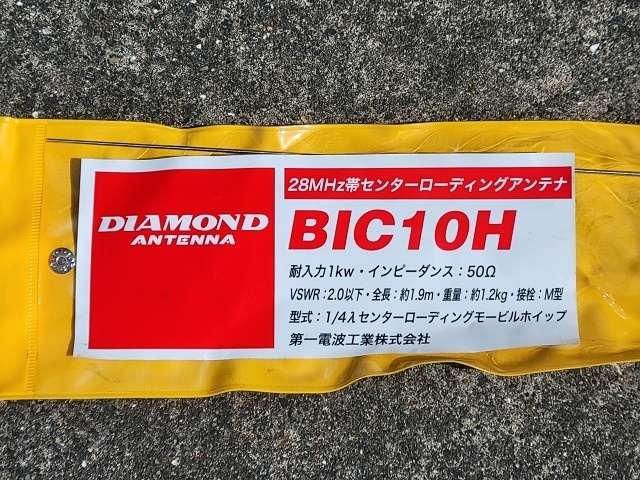 DIAMOND
ANTENNA
28MHz帯センターローディングアンテナ
BIC10H
耐入力1kw・インピーダンス：50Ω
VSWR：2.0以下・全長：約1.9m・重量：約1.2kg・接栓：M型
型式：1/4λセンターローディングモービルホイップ
第一電波工業株式会社